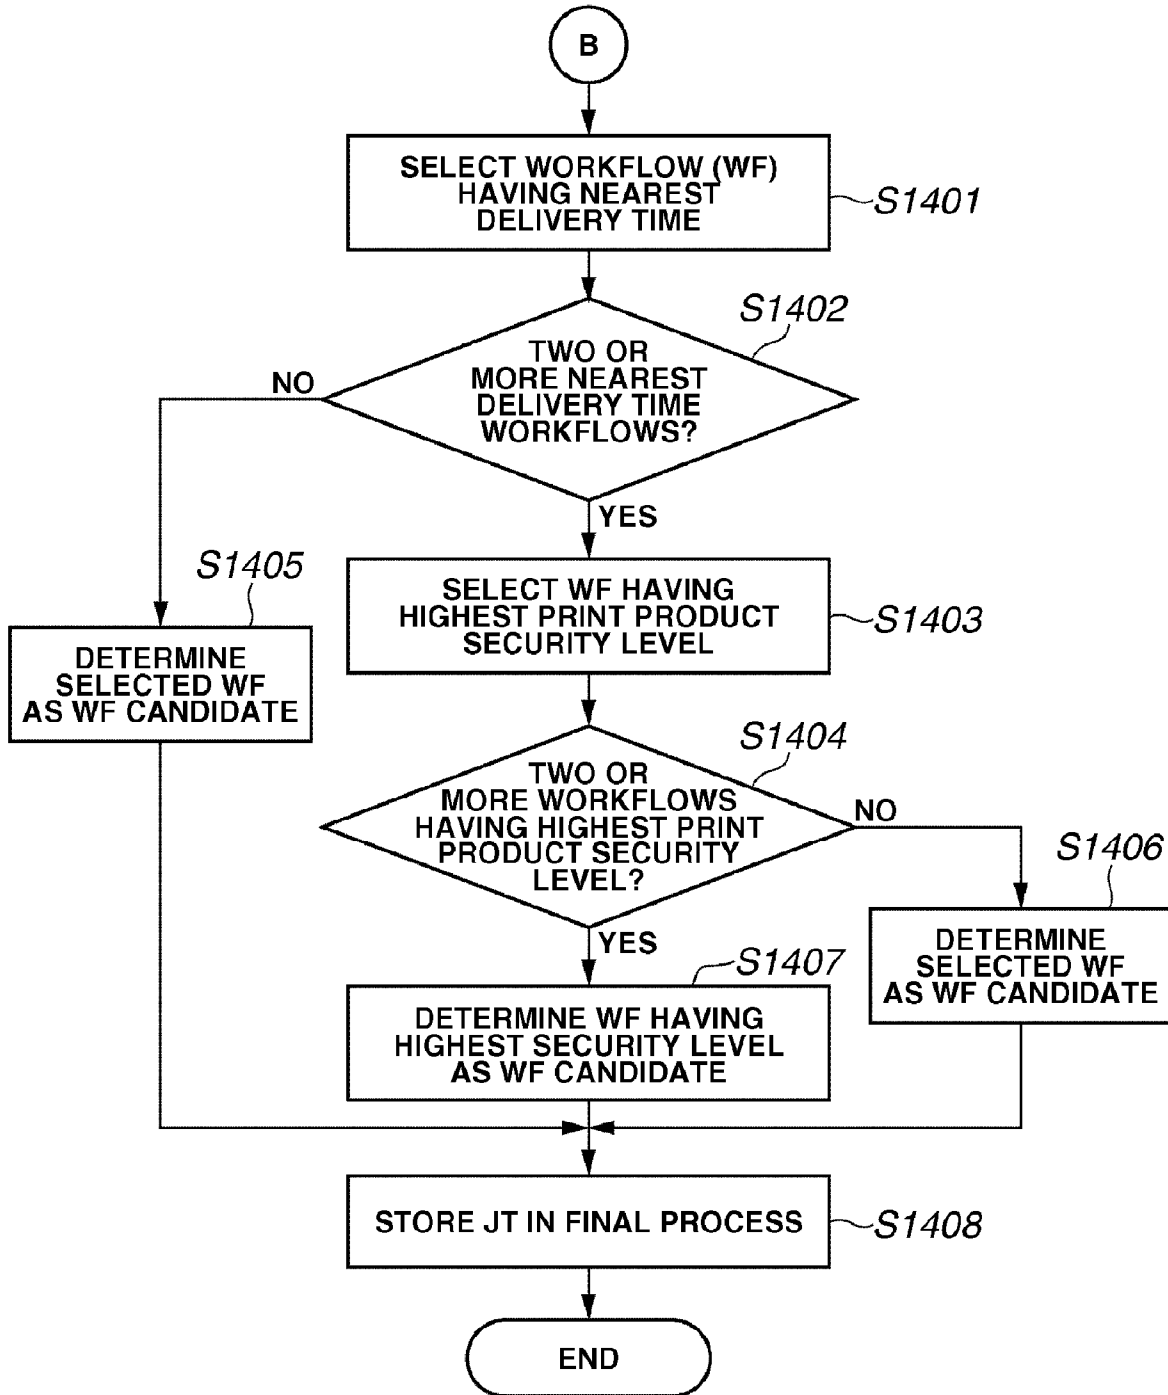 B
SELECT WORKFLOW (WF)
HAVING NEAREST
DELIVERY TIME
S1401
S1402
TWO OR
MORE NEAREST
DELIVERY TIME
WORKFLOWS?
NO
YES
S1405
DETERMINE
SELECTED WF
AS WF CANDIDATE
SELECT WF HAVING
HIGHEST PRINT PRODUCT
SECURITY LEVEL
S1403
S1404
TWO OR
MORE WORKFLOWS
HAVING HIGHEST PRINT
PRODUCT SECURITY
LEVEL?
NO
YES
S1406
DETERMINE
SELECTED WF
AS WF CANDIDATE
S1407
DETERMINE WF HAVING
HIGHEST SECURITY LEVEL
AS WF CANDIDATE
STORE JT IN FINAL PROCESS
S1408
END